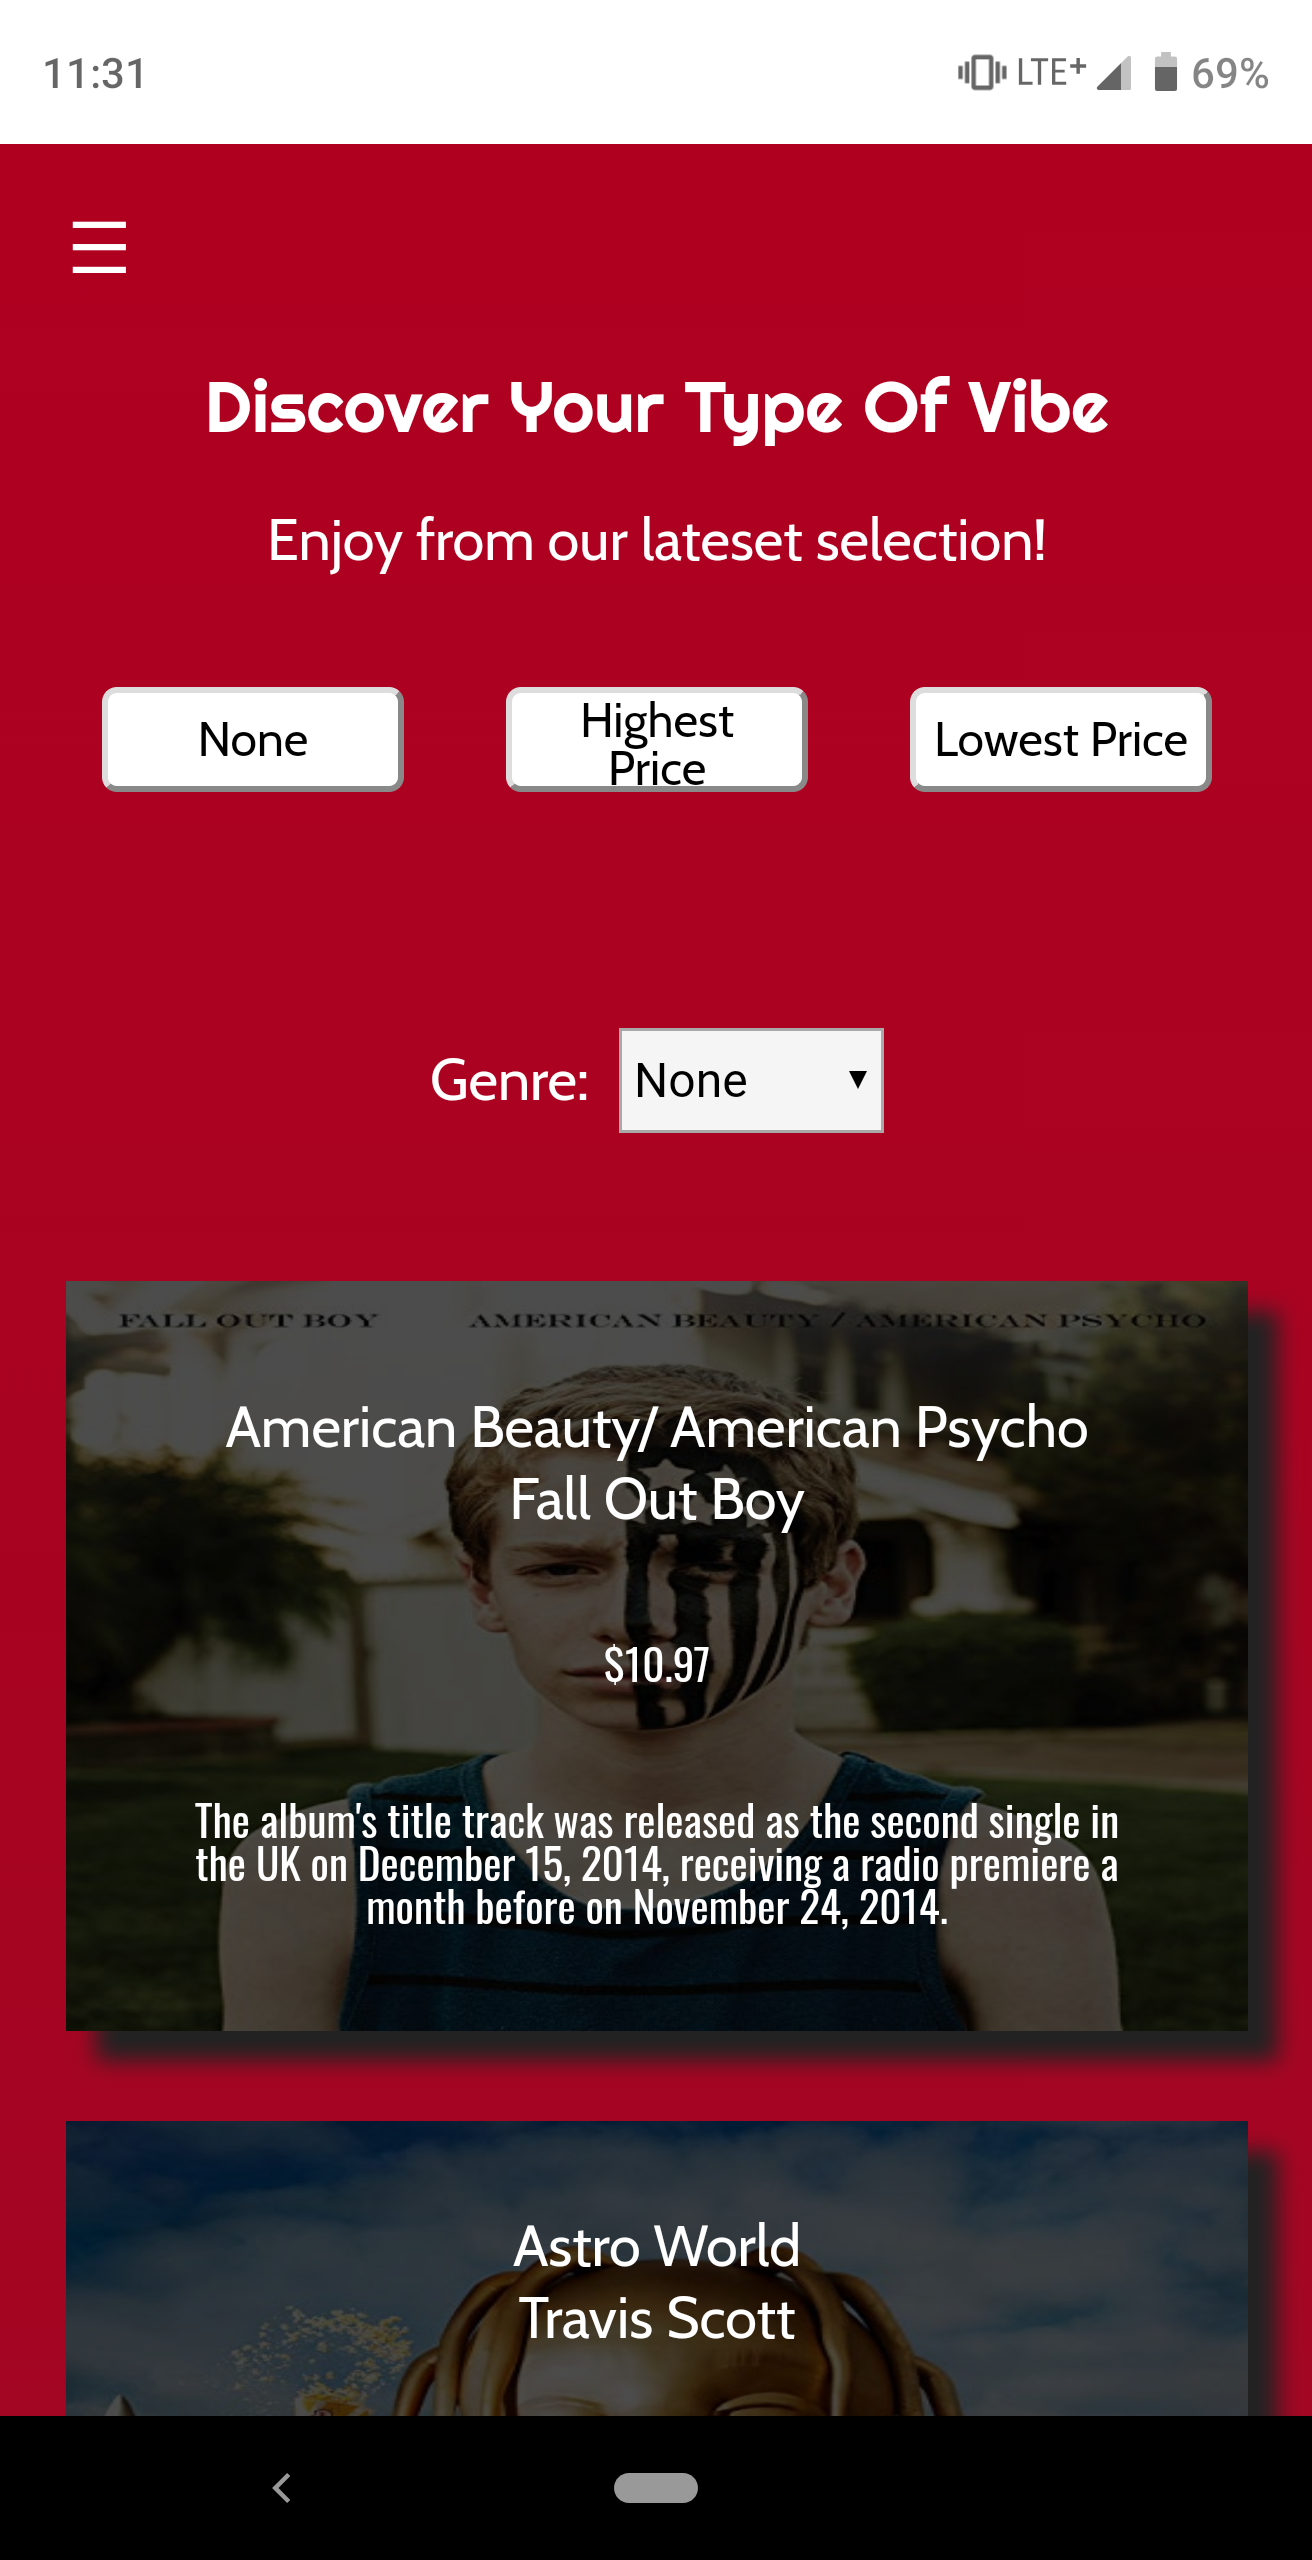 11:31 LTE+ 69%
Discover Your Type Of Vibe
Enjoy from our lateset selection!
None
Highest
Price
Lowest Price
Genre: None
FALL OUT BOY AMERICAN BEAUTY / AMERICAN PSYCHO
American Beauty/ American Psycho
Fall Out Boy
$10.97
The album's title track was released as the second single in
the UK on December 15, 2014, receiving a radio premiere a
month before on November 24, 2014.
Astro World
Travis Scott